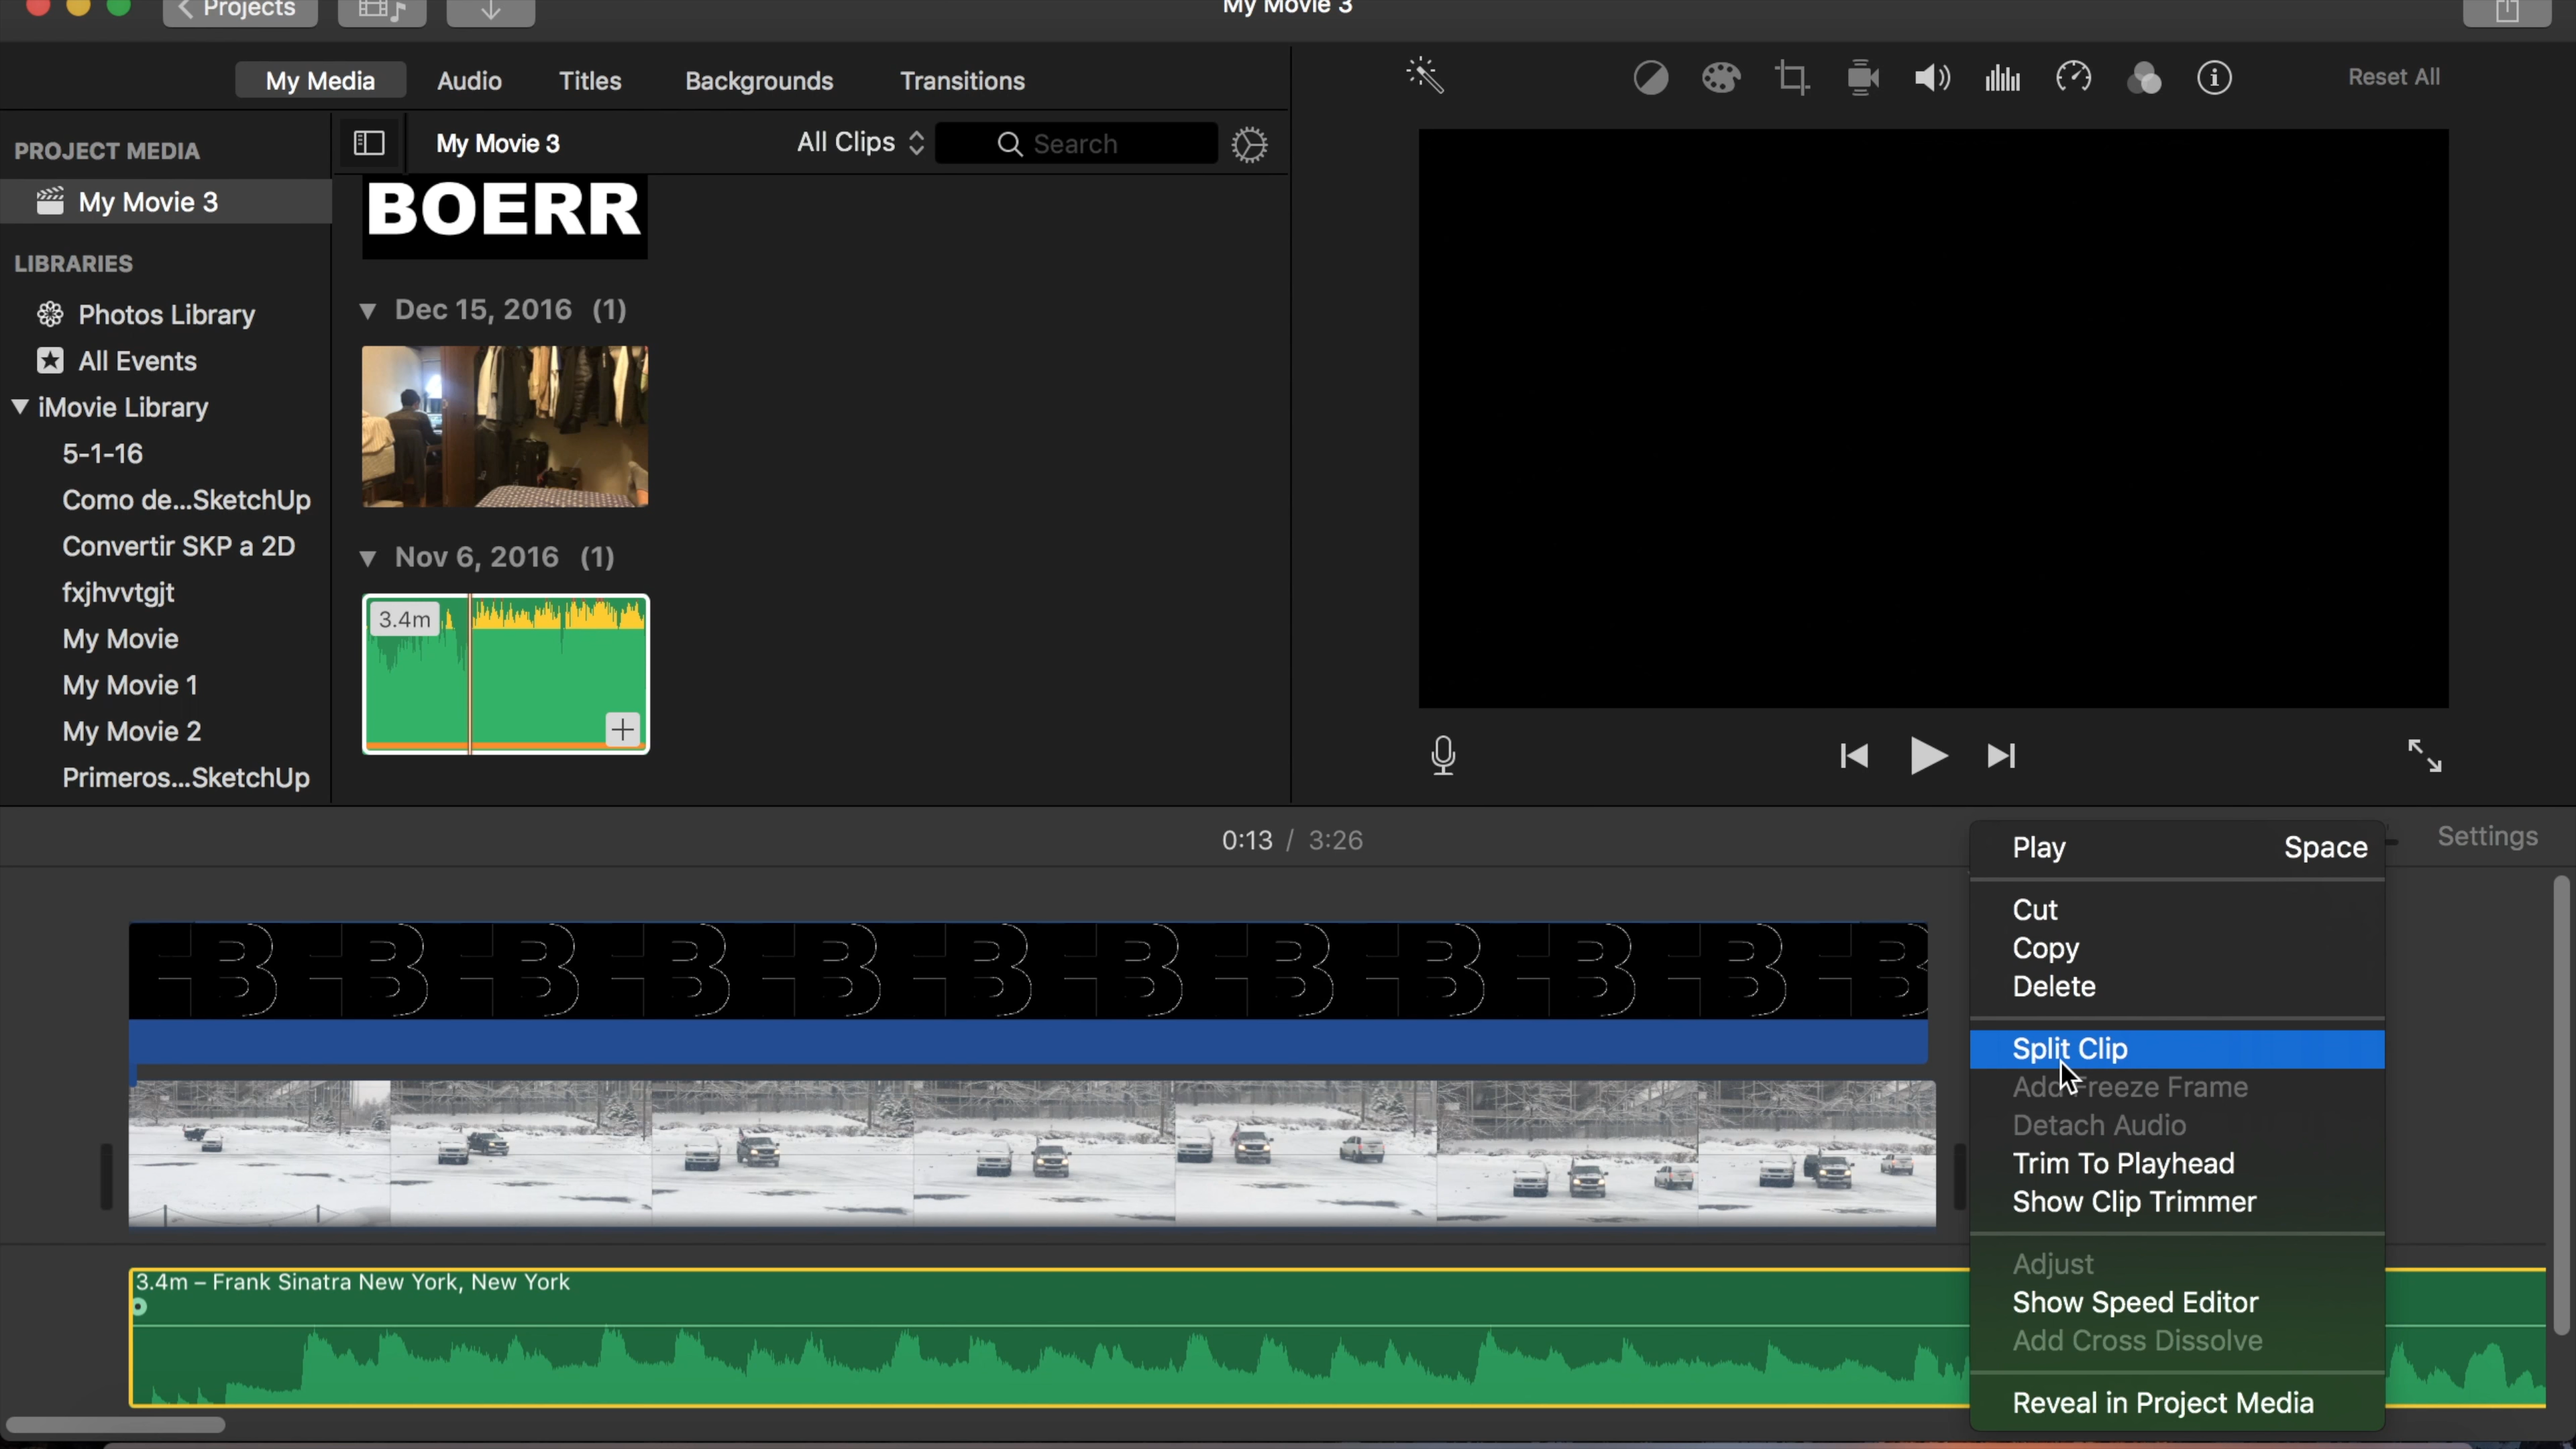 Projects
My Movie 3
My Media
Audio
Titles
Backgrounds
Transitions
Reset All
PROJECT MEDIA
My Movie 3
LIBRARIES
Photos Library
All Events
iMovie Library
5-1-16
Como de...SketchUp
Convertir SKP a 2D
fxjhvvtgjt
My Movie
My Movie 1
My Movie 2
Primeros...SketchUp
My Movie 3
All Clips
Search
BOERR
Dec 15, 2016 (1)
Nov 6, 2016 (1)
3.4m
0:13 / 3:26
Settings
Play Space
Cut
Copy
Delete
Split Clip
Add Freeze Frame
Detach Audio
Trim To Playhead
Show Clip Trimmer
Adjust
Show Speed Editor
Add Cross Dissolve
Reveal in Project Media
B B B B B B B B B B B B
3.4m – Frank Sinatra New York, New York